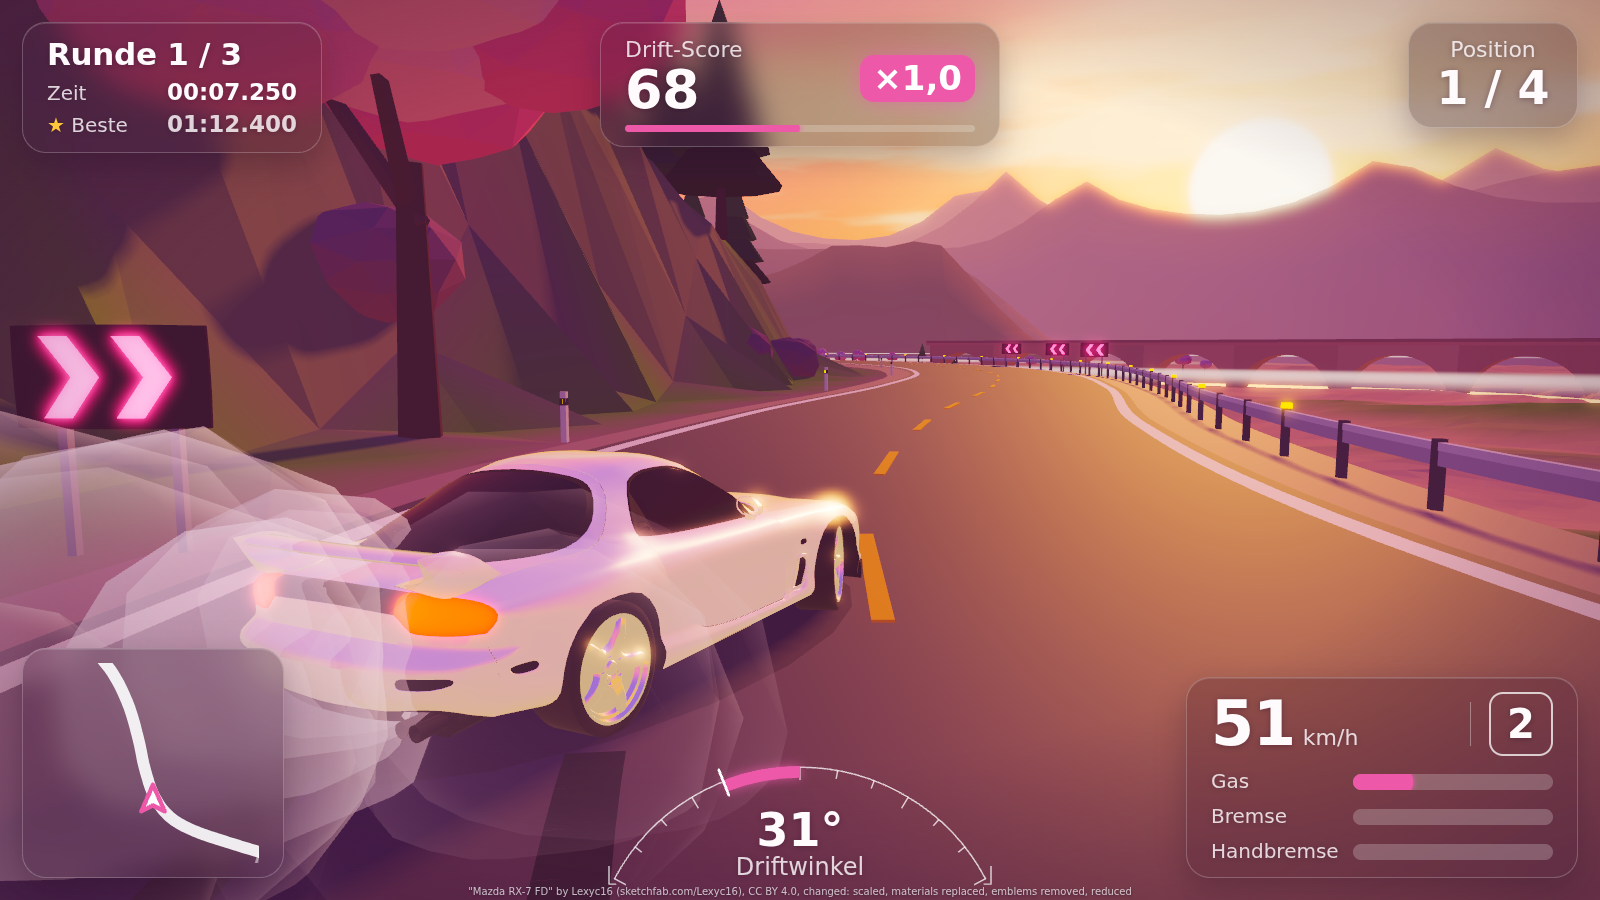 Runde 1 / 3
Zeit 00:07.250
★ Beste 01:12.400
Drift-Score
68
×1,0
Position
1 / 4
51 km/h
2
Gas
Bremse
Handbremse
31°
Driftwinkel
"Mazda RX-7 FD" by Lexyc16 (sketchfab.com/Lexyc16), CC BY 4.0, changed: scaled, materials replaced, emblems removed, reduced